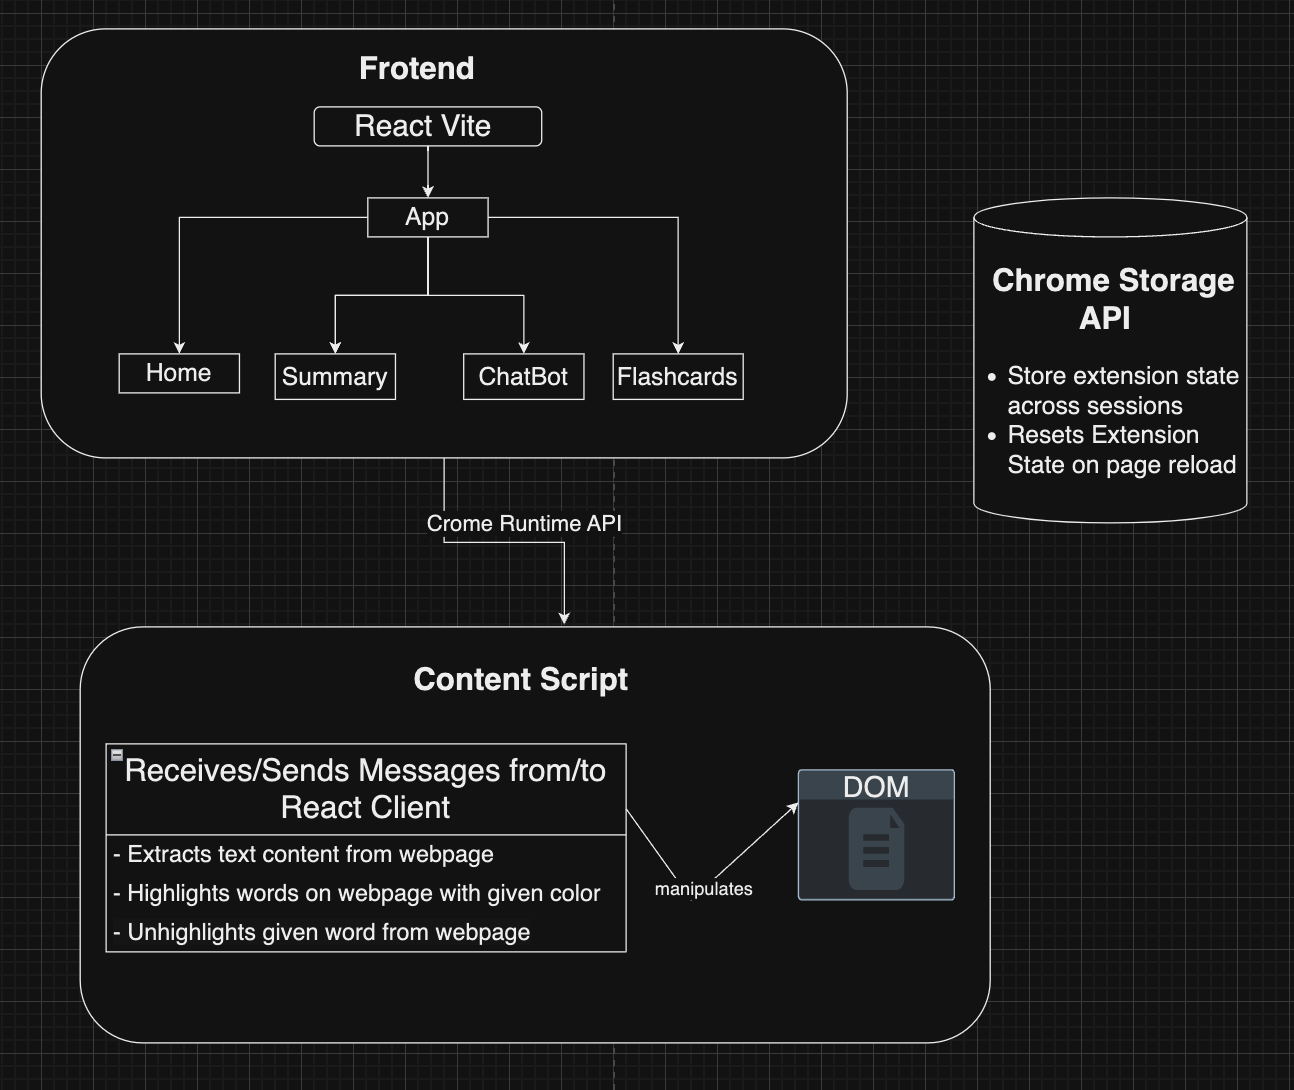 Frotend
React Vite
App
Home
Summary
ChatBot
Flashcards
Chrome Storage
API
• Store extension state
across sessions
• Resets Extension
State on page reload
Crome Runtime API
Content Script
Receives/Sends Messages from/to
React Client
- Extracts text content from webpage
- Highlights words on webpage with given color
- Unhighlights given word from webpage
manipulates
DOM